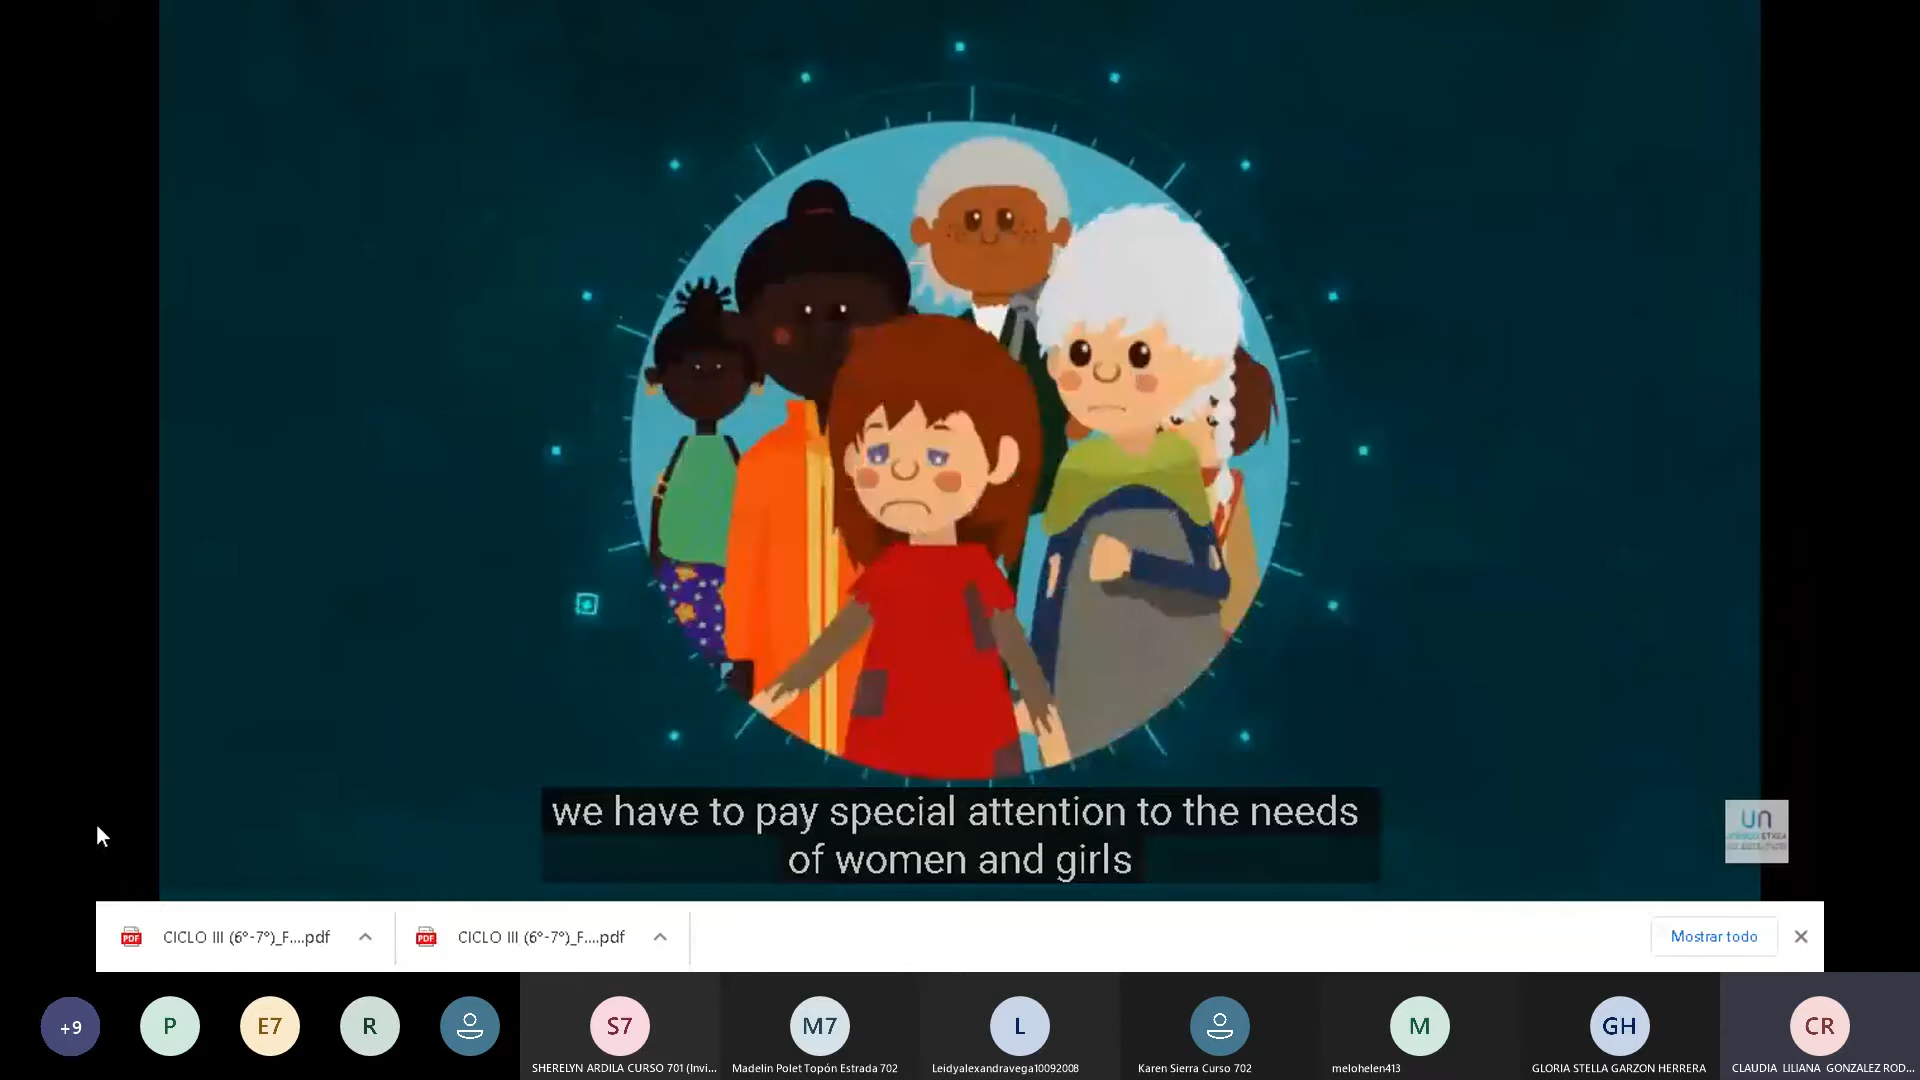 we have to pay special attention to the needs
of women and girls
un
ETXEA
CICLO III (6°-7°)_F....pdf
CICLO III (6°-7°)_F....pdf
Mostrar todo
+9
P
E7
R
S7
M7
L
M
GH
CR
SHERELYN ARDILA CURSO 701 (Invi...
Madelin Polet Topón Estrada 702
Leidyalexandravega10092008
Karen Sierra Curso 702
melohelen413
GLORIA STELLA GARZON HERRERA
CLAUDIA LILIANA GONZALEZ ROD...